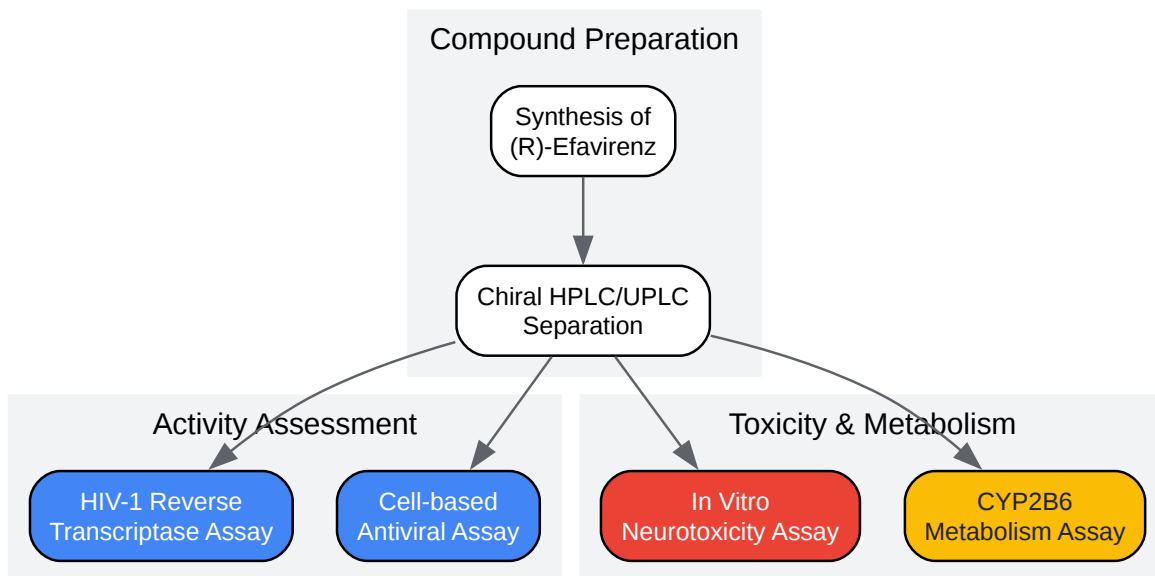 Compound Preparation
Synthesis of
(R)-Efavirenz
Chiral HPLC/UPLC
Separation
Activity Assessment
HIV-1 Reverse
Transcriptase Assay
Cell-based
Antiviral Assay
Toxicity & Metabolism
In Vitro
Neurotoxicity Assay
CYP2B6
Metabolism Assay